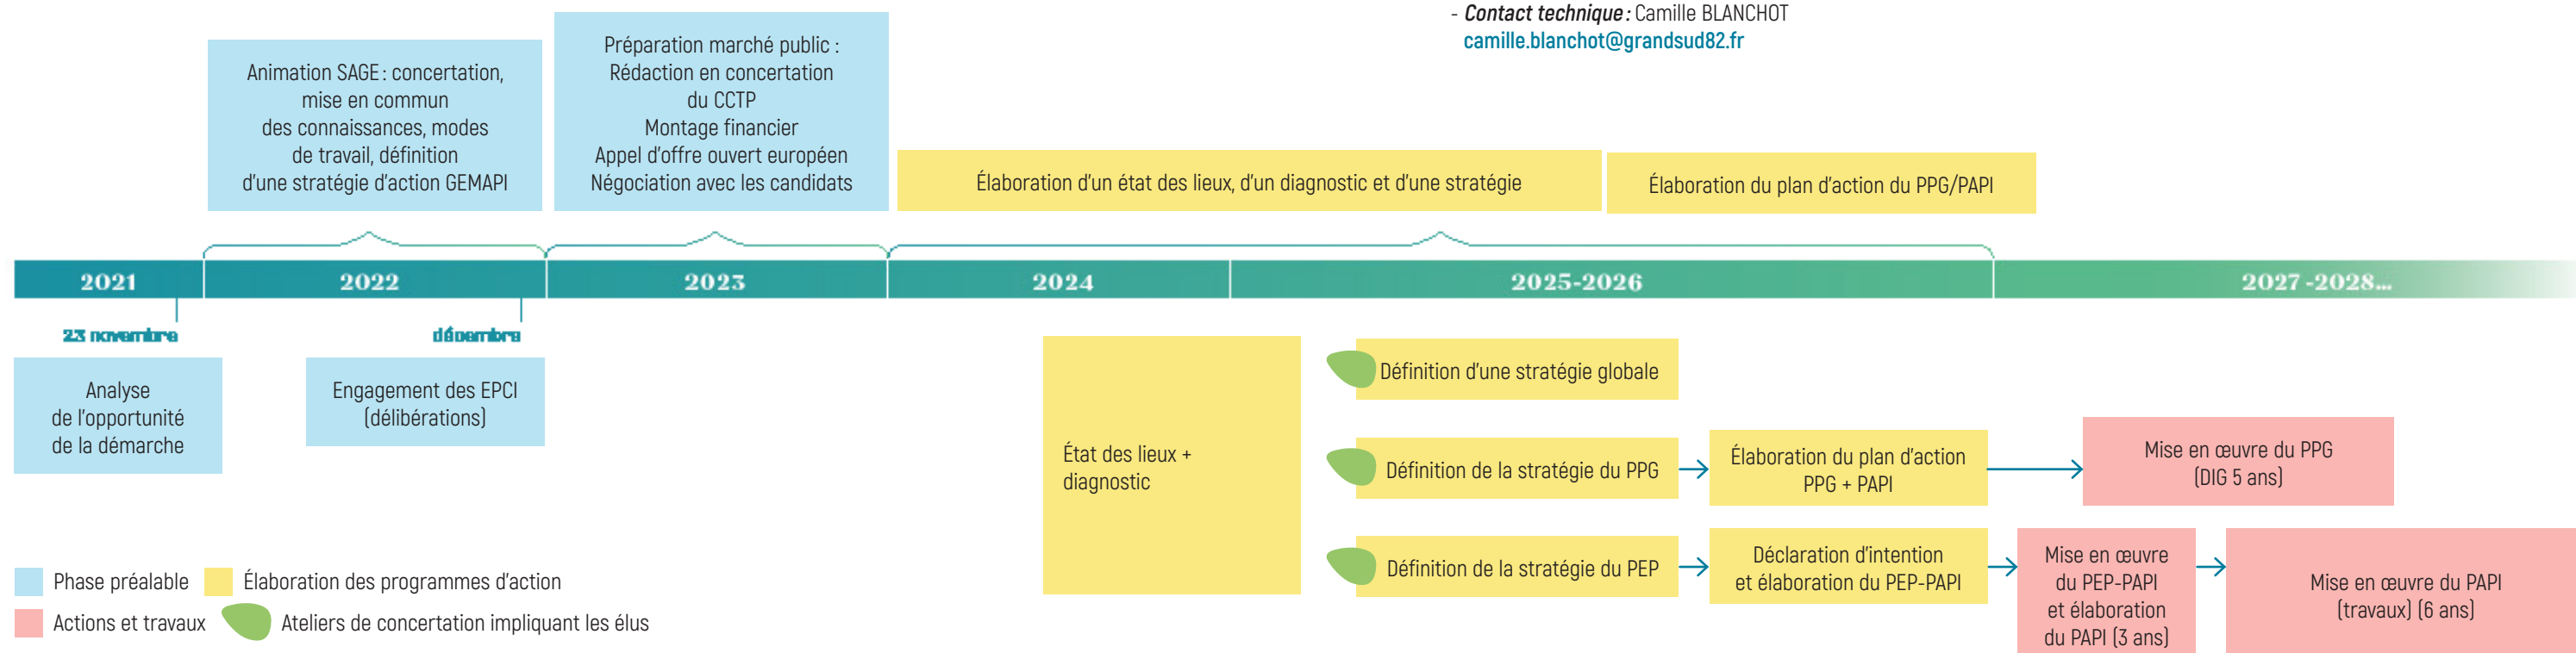 - Contact technique : Camille BLANCHOT
camille.blanchot@grandsud82.fr
Animation SAGE : concertation,
mise en commun
des connaissances, modes
de travail, définition
d'une stratégie d'action GEMAPI
Préparation marché public :
Rédaction en concertation
du CCTP
Montage financier
Appel d'offre ouvert européen
Négociation avec les candidats
Élaboration d'un état des lieux, d'un diagnostic et d'une stratégie
Élaboration du plan d'action du PPG/PAPI
2021
2022
2023
2024
2025-2026
2027 -2028...
23 novembre
décembre
Analyse
de l'opportunité
de la démarche
Engagement des EPCI
(délibérations)
État des lieux +
diagnostic
Définition d'une stratégie globale
Définition de la stratégie du PPG
Élaboration du plan d'action
PPG + PAPI
Mise en œuvre du PPG
(DIG 5 ans)
Définition de la stratégie du PEP
Déclaration d'intention
et élaboration du PEP-PAPI
Mise en œuvre
du PEP-PAPI
et élaboration
du PAPI (3 ans)
Mise en œuvre du PAPI
(travaux) (6 ans)
Phase préalable
Élaboration des programmes d'action
Actions et travaux
Ateliers de concertation impliquant les élus